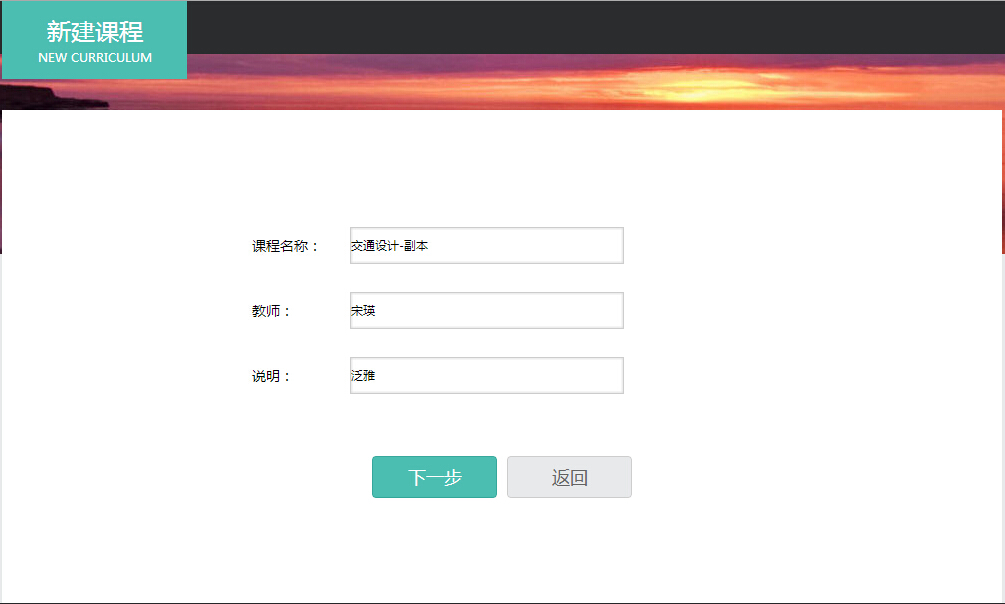 新建课程
NEW CURRICULUM
课程名称：
交通设计-副本
教师：
宋瑛
说明：
泛雅
下一步
返回